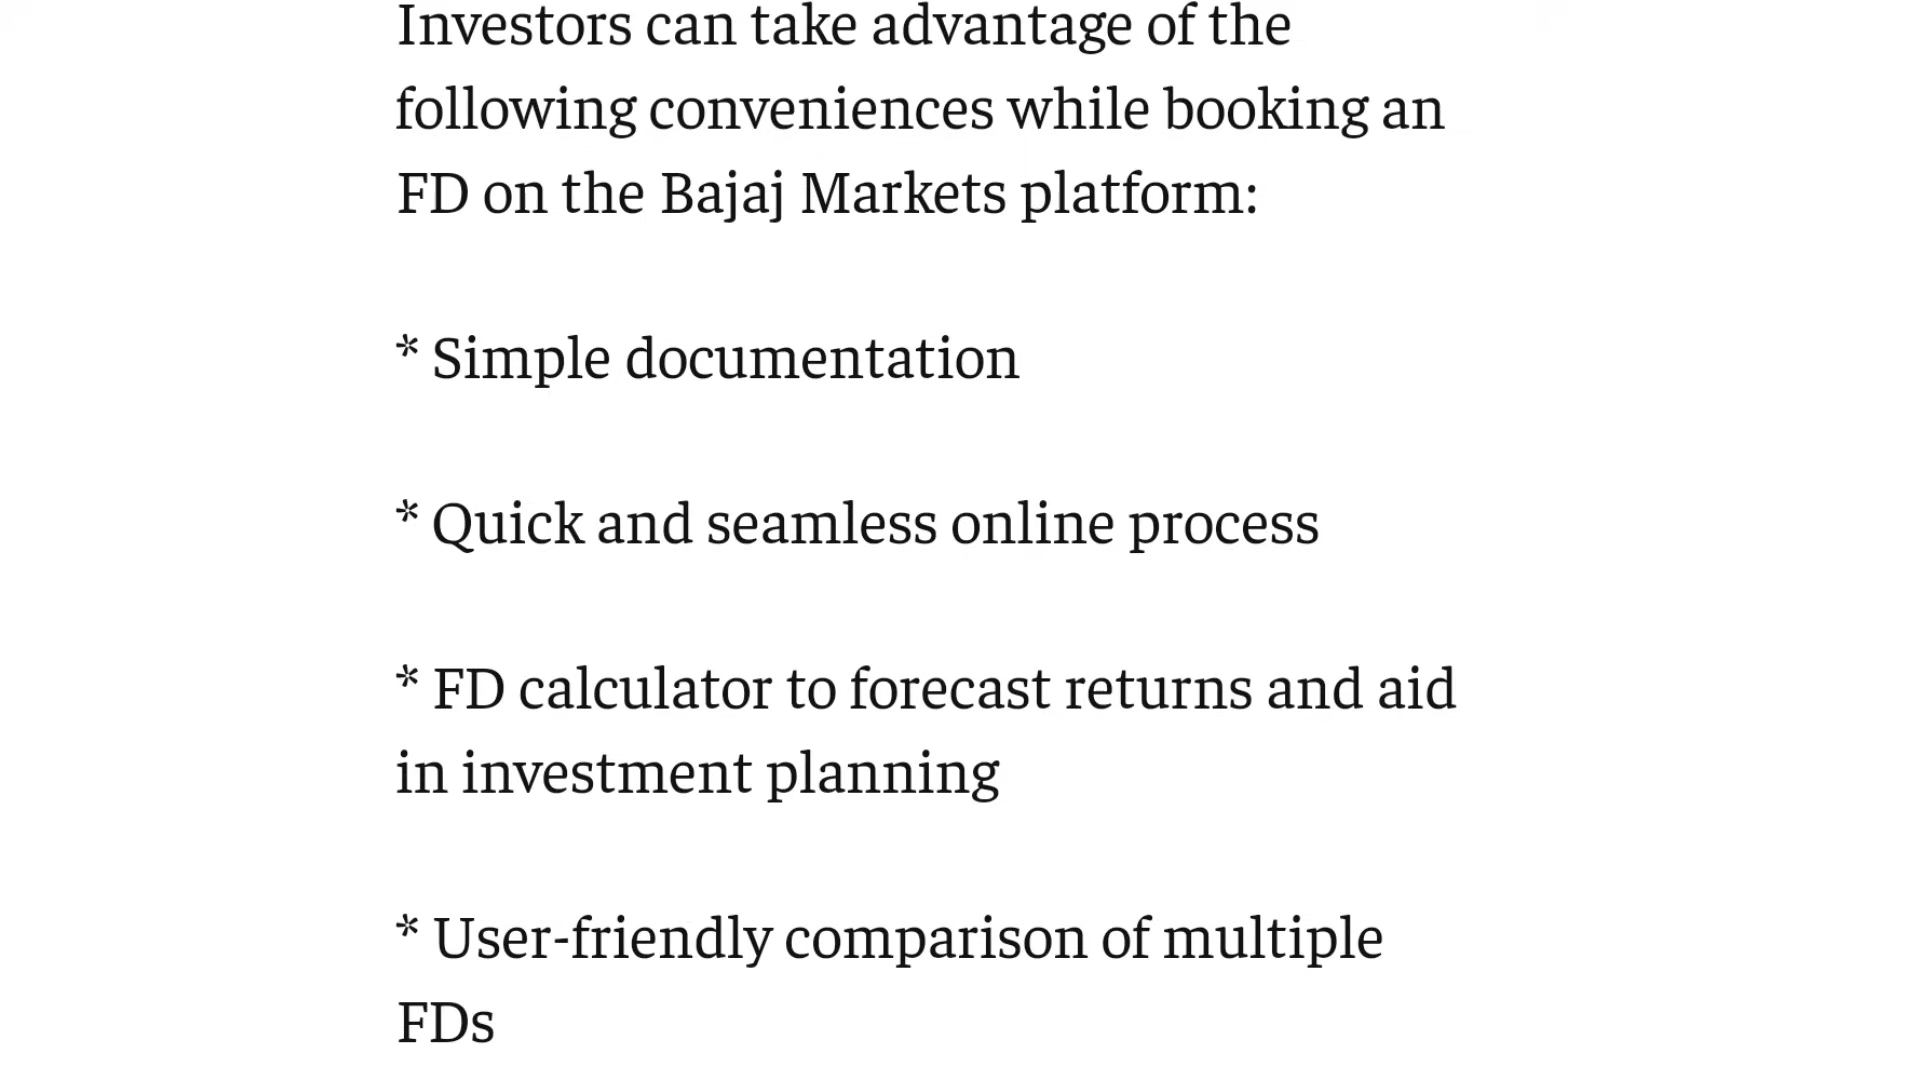 Investors can take advantage of the
following conveniences while booking an
FD on the Bajaj Markets platform:
* Simple documentation
* Quick and seamless online process
* FD calculator to forecast returns and aid
in investment planning
* User-friendly comparison of multiple
FDs